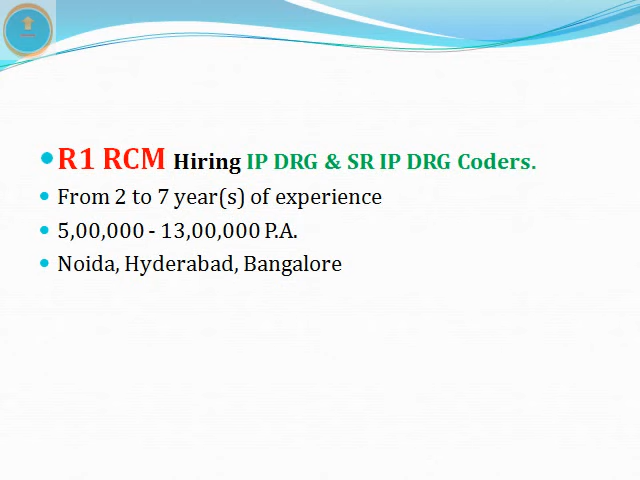 R1 RCM Hiring IP DRG & SR IP DRG Coders.
From 2 to 7 year(s) of experience
5,00,000 - 13,00,000 P.A.
Noida, Hyderabad, Bangalore